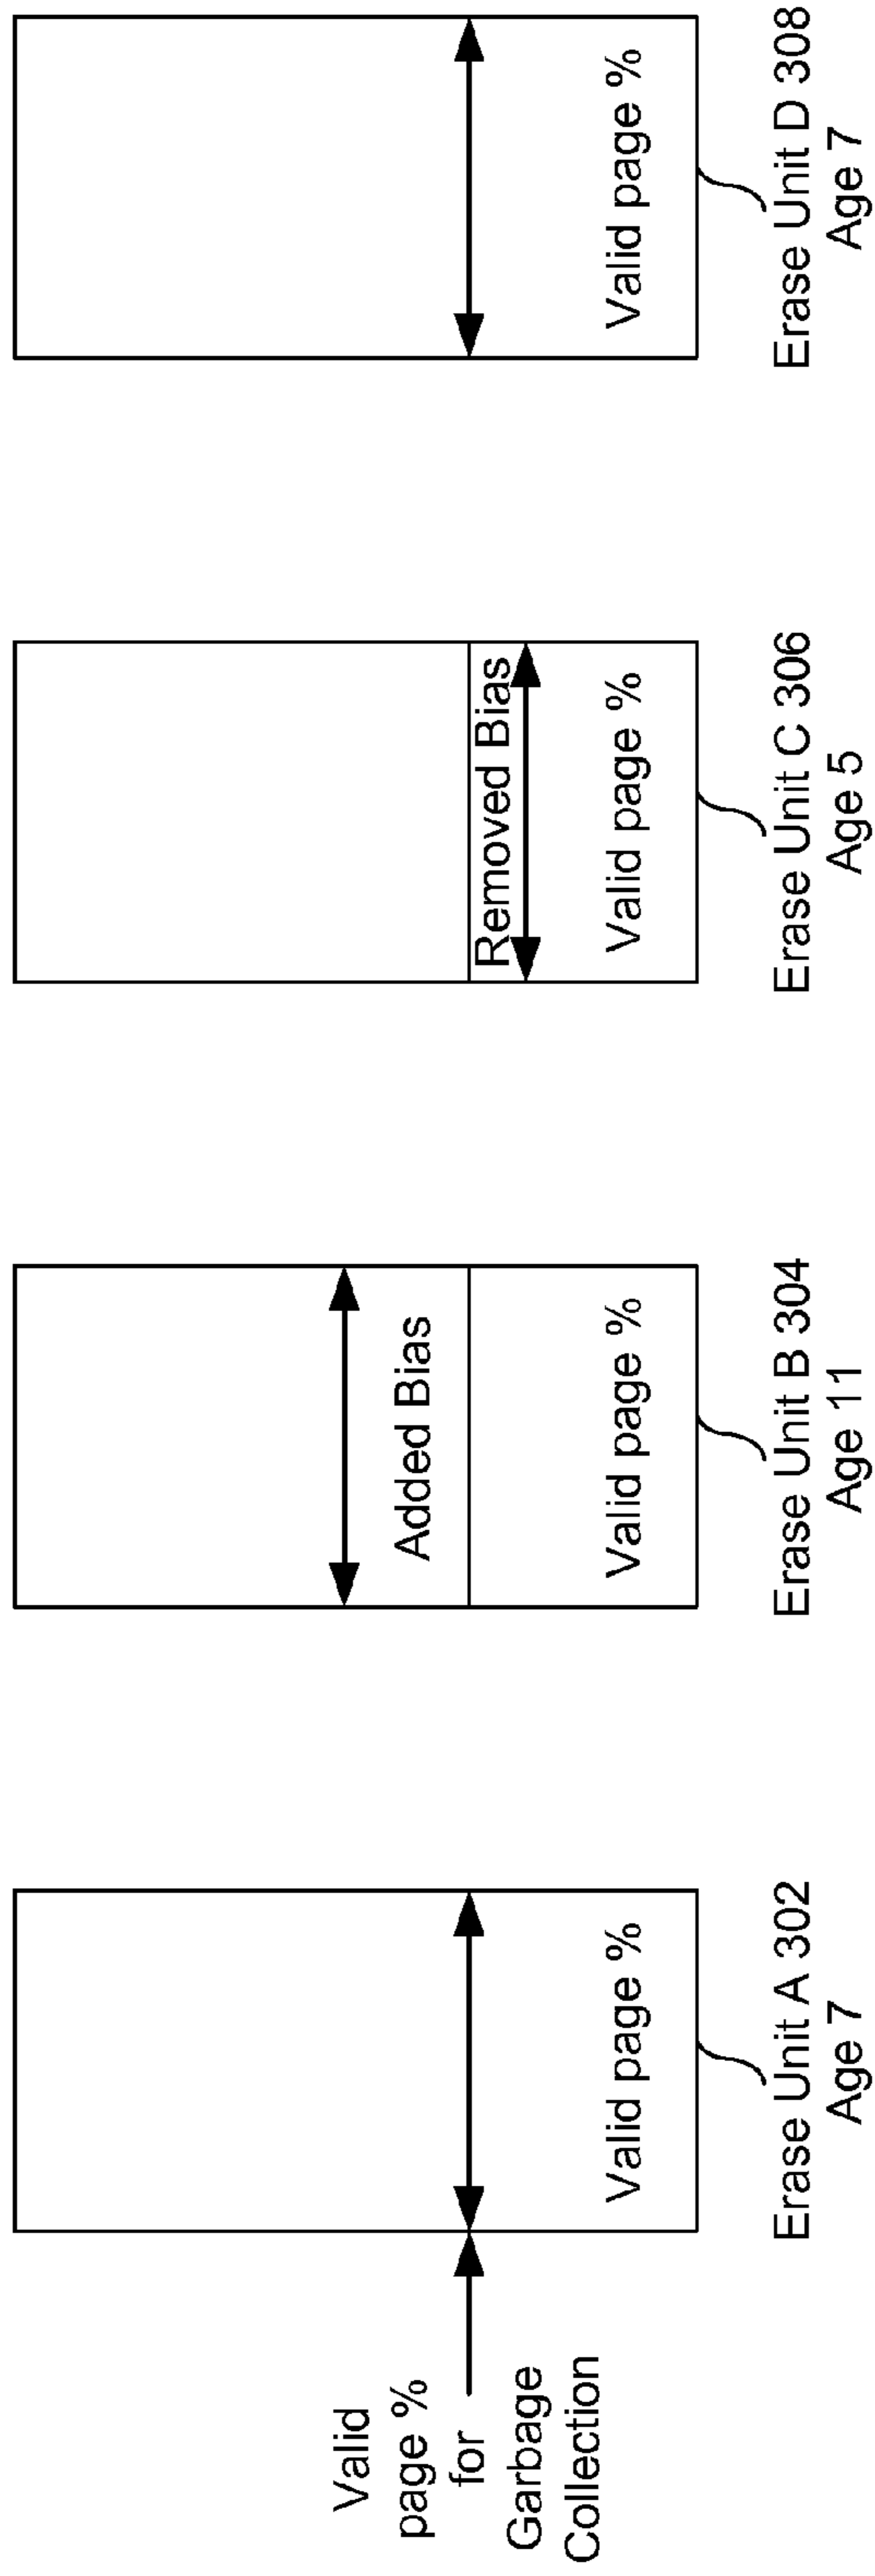 Valid
page %
for
Garbage
Collection
Valid page %
Erase Unit A 302
Age 7
Added Bias
Valid page %
Erase Unit B 304
Age 11
Removed Bias
Valid page %
Erase Unit C 306
Age 5
Valid page %
Erase Unit D 308
Age 7